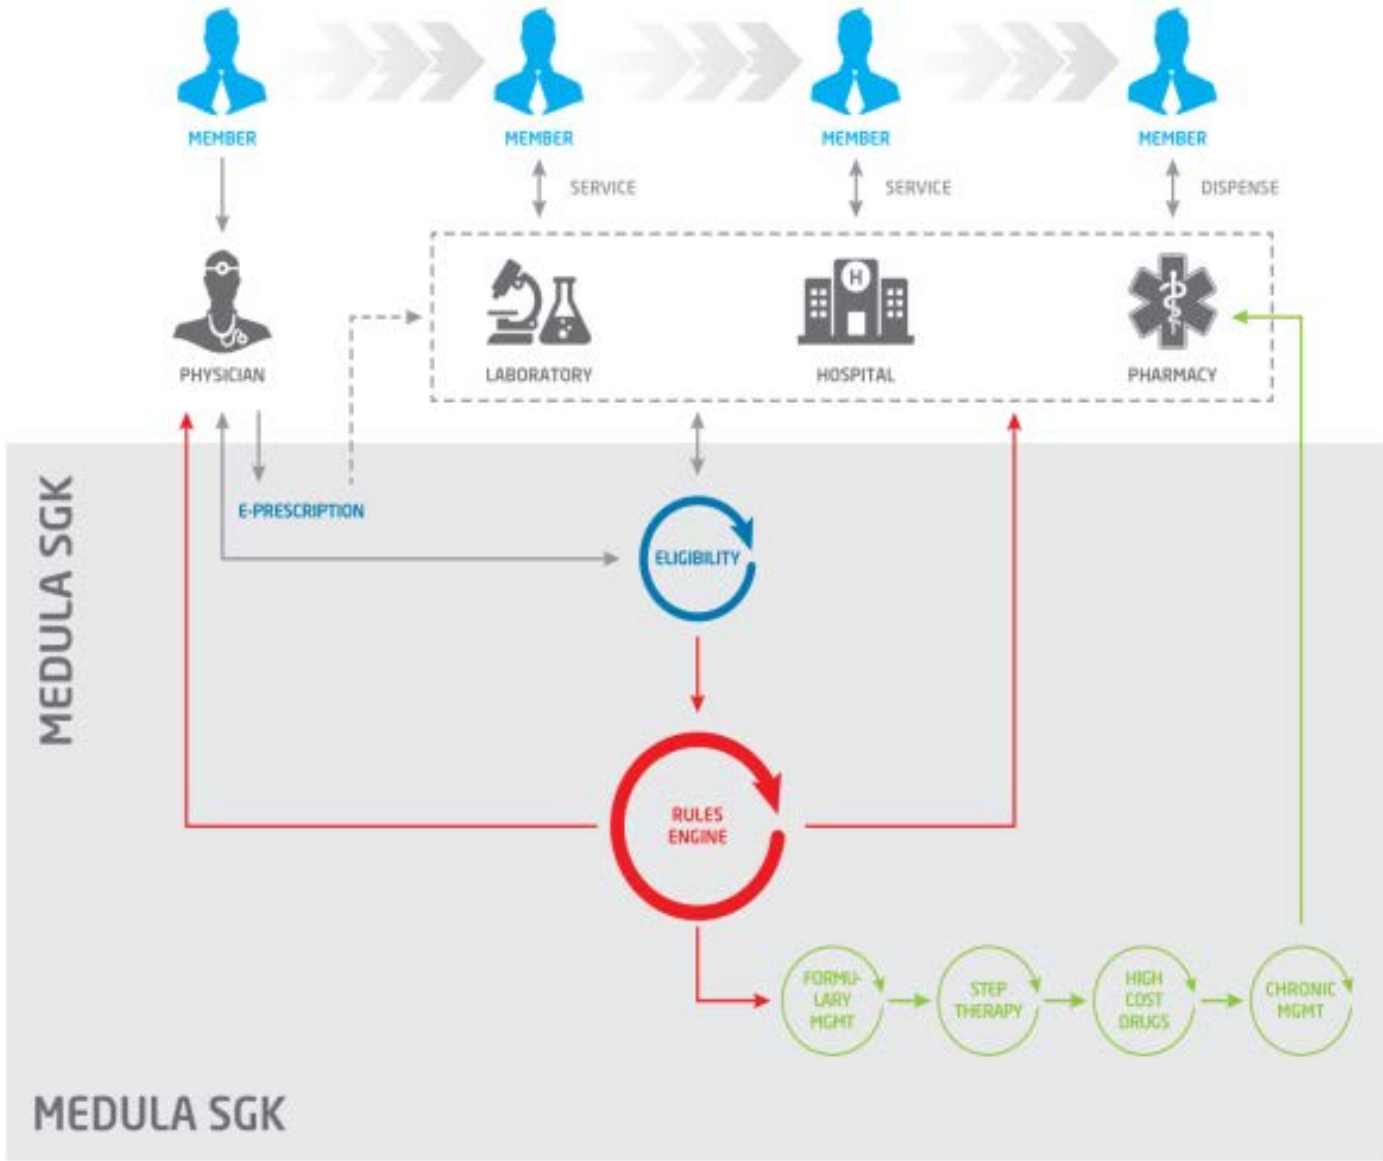 MEMBER
MEMBER
MEMBER
MEMBER
SERVICE
SERVICE
DISPENSE
PHYSICIAN
LABORATORY
HOSPITAL
PHARMACY
H
MEDULA SGK
E-PRESCRIPTION
ELIGIBILITY
RULES
ENGINE
FORMU-
LARY
MGMT
STEP
THERAPY
HIGH
COST
DRUGS
CHRONIC
MGMT
MEDULA SGK